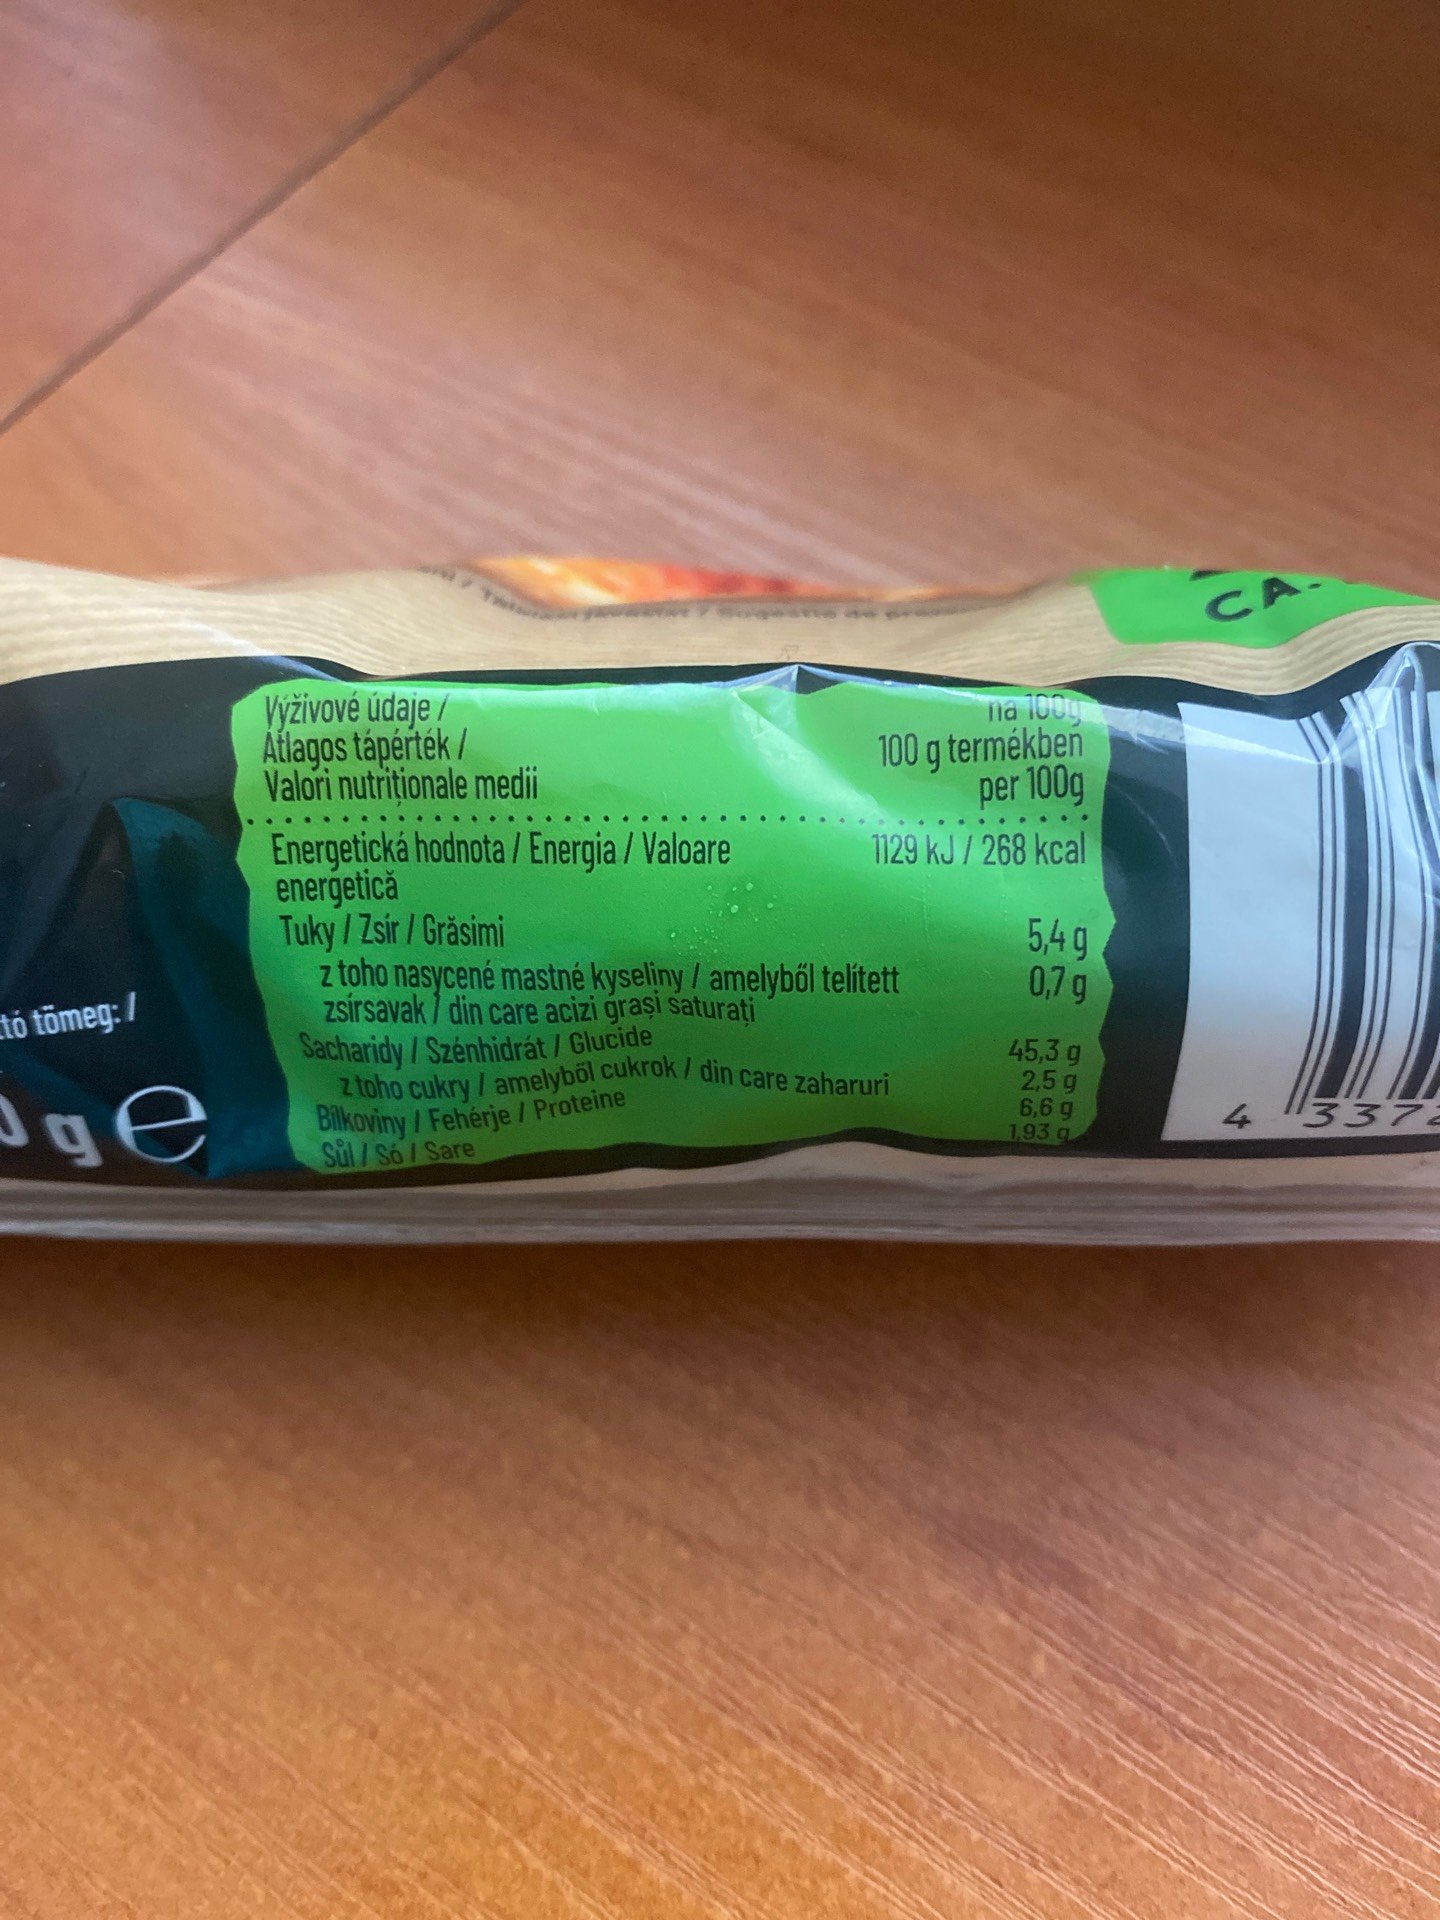 CA.
Výživové údaje /
Átlagos tápérték /
Valori nutriționale medii
na 100g
100 g termékben
per 100g
Energetická hodnota / Energia / Valoare 1129 kJ / 268 kcal
energetică
Tuky / Zsír / Grăsimi 5,4 g
z toho nasycené mastné kyseliny / amelyből telített 0,7 g
zsírsavak / din care acizi grași saturați
Sacharidy / Szénhidrát / Glucide 45,3 g
z toho cukry / amelyből cukrok / din care zaharuri 2,5 g
Bílkoviny / Fehérje / Proteine 6,6 g
Sůl / Só / Sare 1,93 g
tó tömeg: /
g e
4 3372